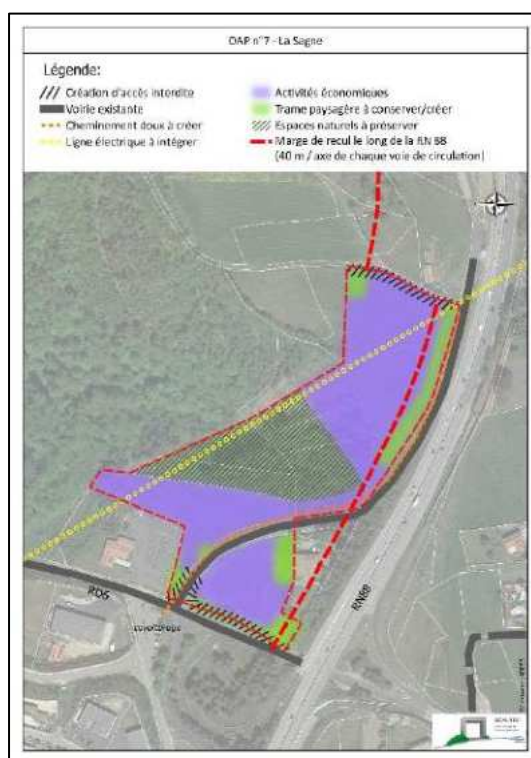 OAP n°7 - La Sagne
Légende:
Création d'accès interdite
Voirie existante
Cheminement doux à créer
Ligne électrique à intégrer
Activités économiques
Trame paysagère à conserver/créer
Espaces naturels à préserver
Marge de recul le long de la RN 88
(40 m / axe de chaque voie de circulation)
RD6
covoiturage
RN88